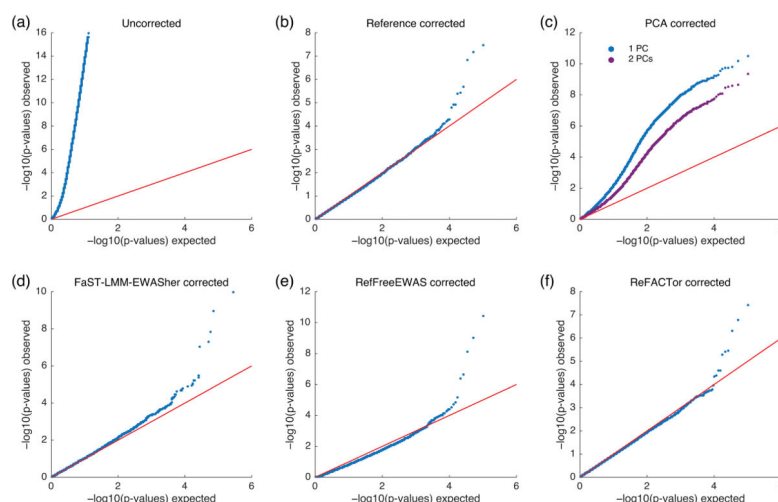 (a) Uncorrected
16
14
12
10
8
6
4
2
0
0 2 4 6
−log10(p-values) observed
−log10(p-values) expected
(b) Reference corrected
8
7
6
5
4
3
2
1
0
0 2 4 6
−log10(p-values) observed
−log10(p-values) expected
(c) PCA corrected
1 PC
2 PCs
12
10
8
6
4
2
0
0 2 4
−log10(p-values) observed
−log10(p-values) expected
(d) FaST-LMM-EWASher corrected
10
8
6
4
2
0
0 2 4 6
−log10(p-values) observed
−log10(p-values) expected
(e) RefFreeEWAS corrected
12
10
8
6
4
2
0
0 2 4 6
−log10(p-values) observed
−log10(p-values) expected
(f) ReFACTor corrected
8
7
6
5
4
3
2
1
0
0 2 4
−log10(p-values) observed
−log10(p-values) expected